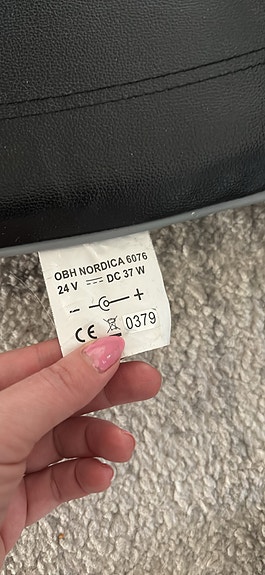 OBH NORDICA 6076
24 V ⎓ DC 37 W
- +
CE 0379